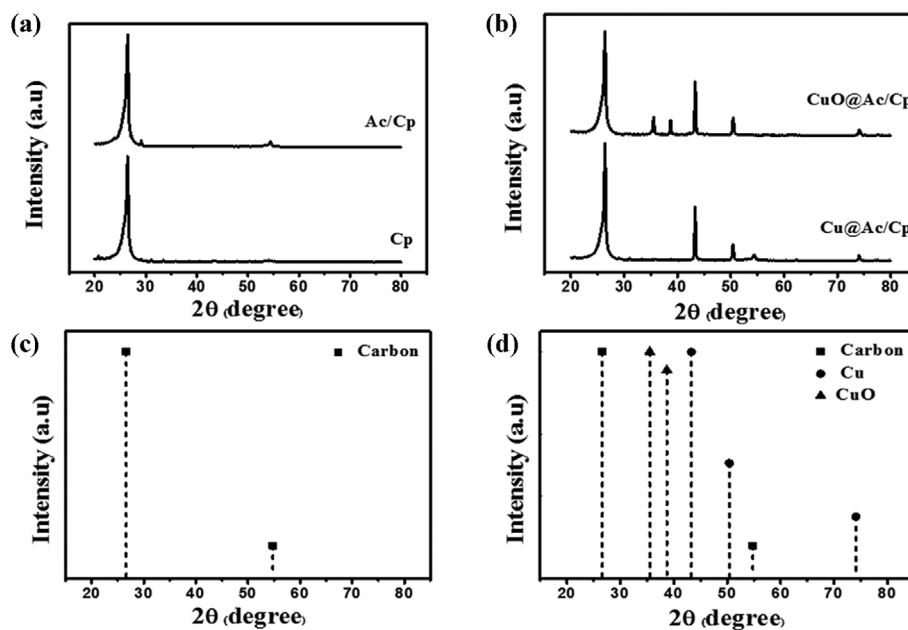 (a)
Intensity (a.u)
Ac/Cp
Cp
20 30 40 50 60 70 80
2θ (degree)
(b)
Intensity (a.u)
CuO@Ac/Cp
Cu@Ac/Cp
20 30 40 50 60 70 80
2θ (degree)
(c)
Intensity (a.u)
Carbon
20 30 40 50 60 70 80
2θ (degree)
(d)
Intensity (a.u)
Carbon
Cu
CuO
20 30 40 50 60 70 80
2θ (degree)